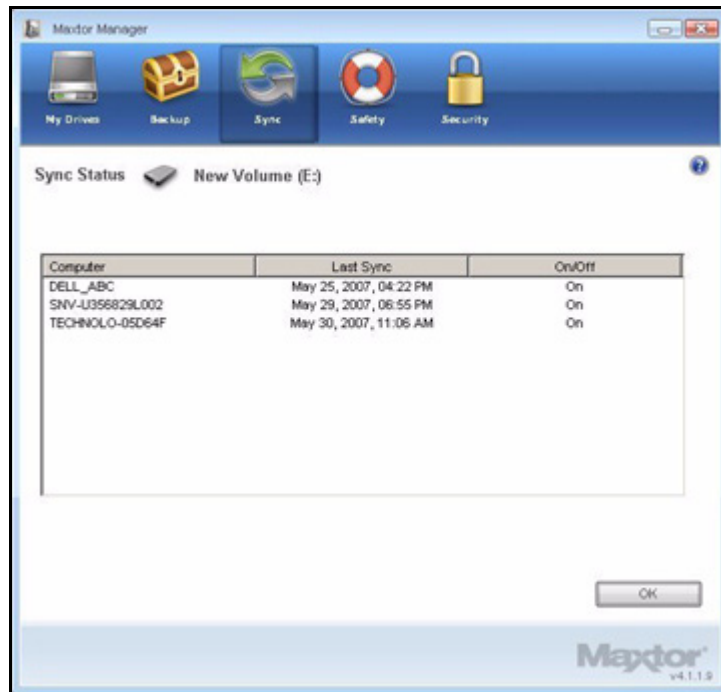 Maxtor Manager
My Drives Backup Sync Safety Security
Sync Status New Volume (E:)
Computer Last Sync On/Off
DELL_ABC May 25, 2007, 04:22 PM On
SNV-U356829L002 May 29, 2007, 06:55 PM On
TECHNOLO-05D64F May 30, 2007, 11:06 AM On
OK
Maxtor
v4.1.1.9